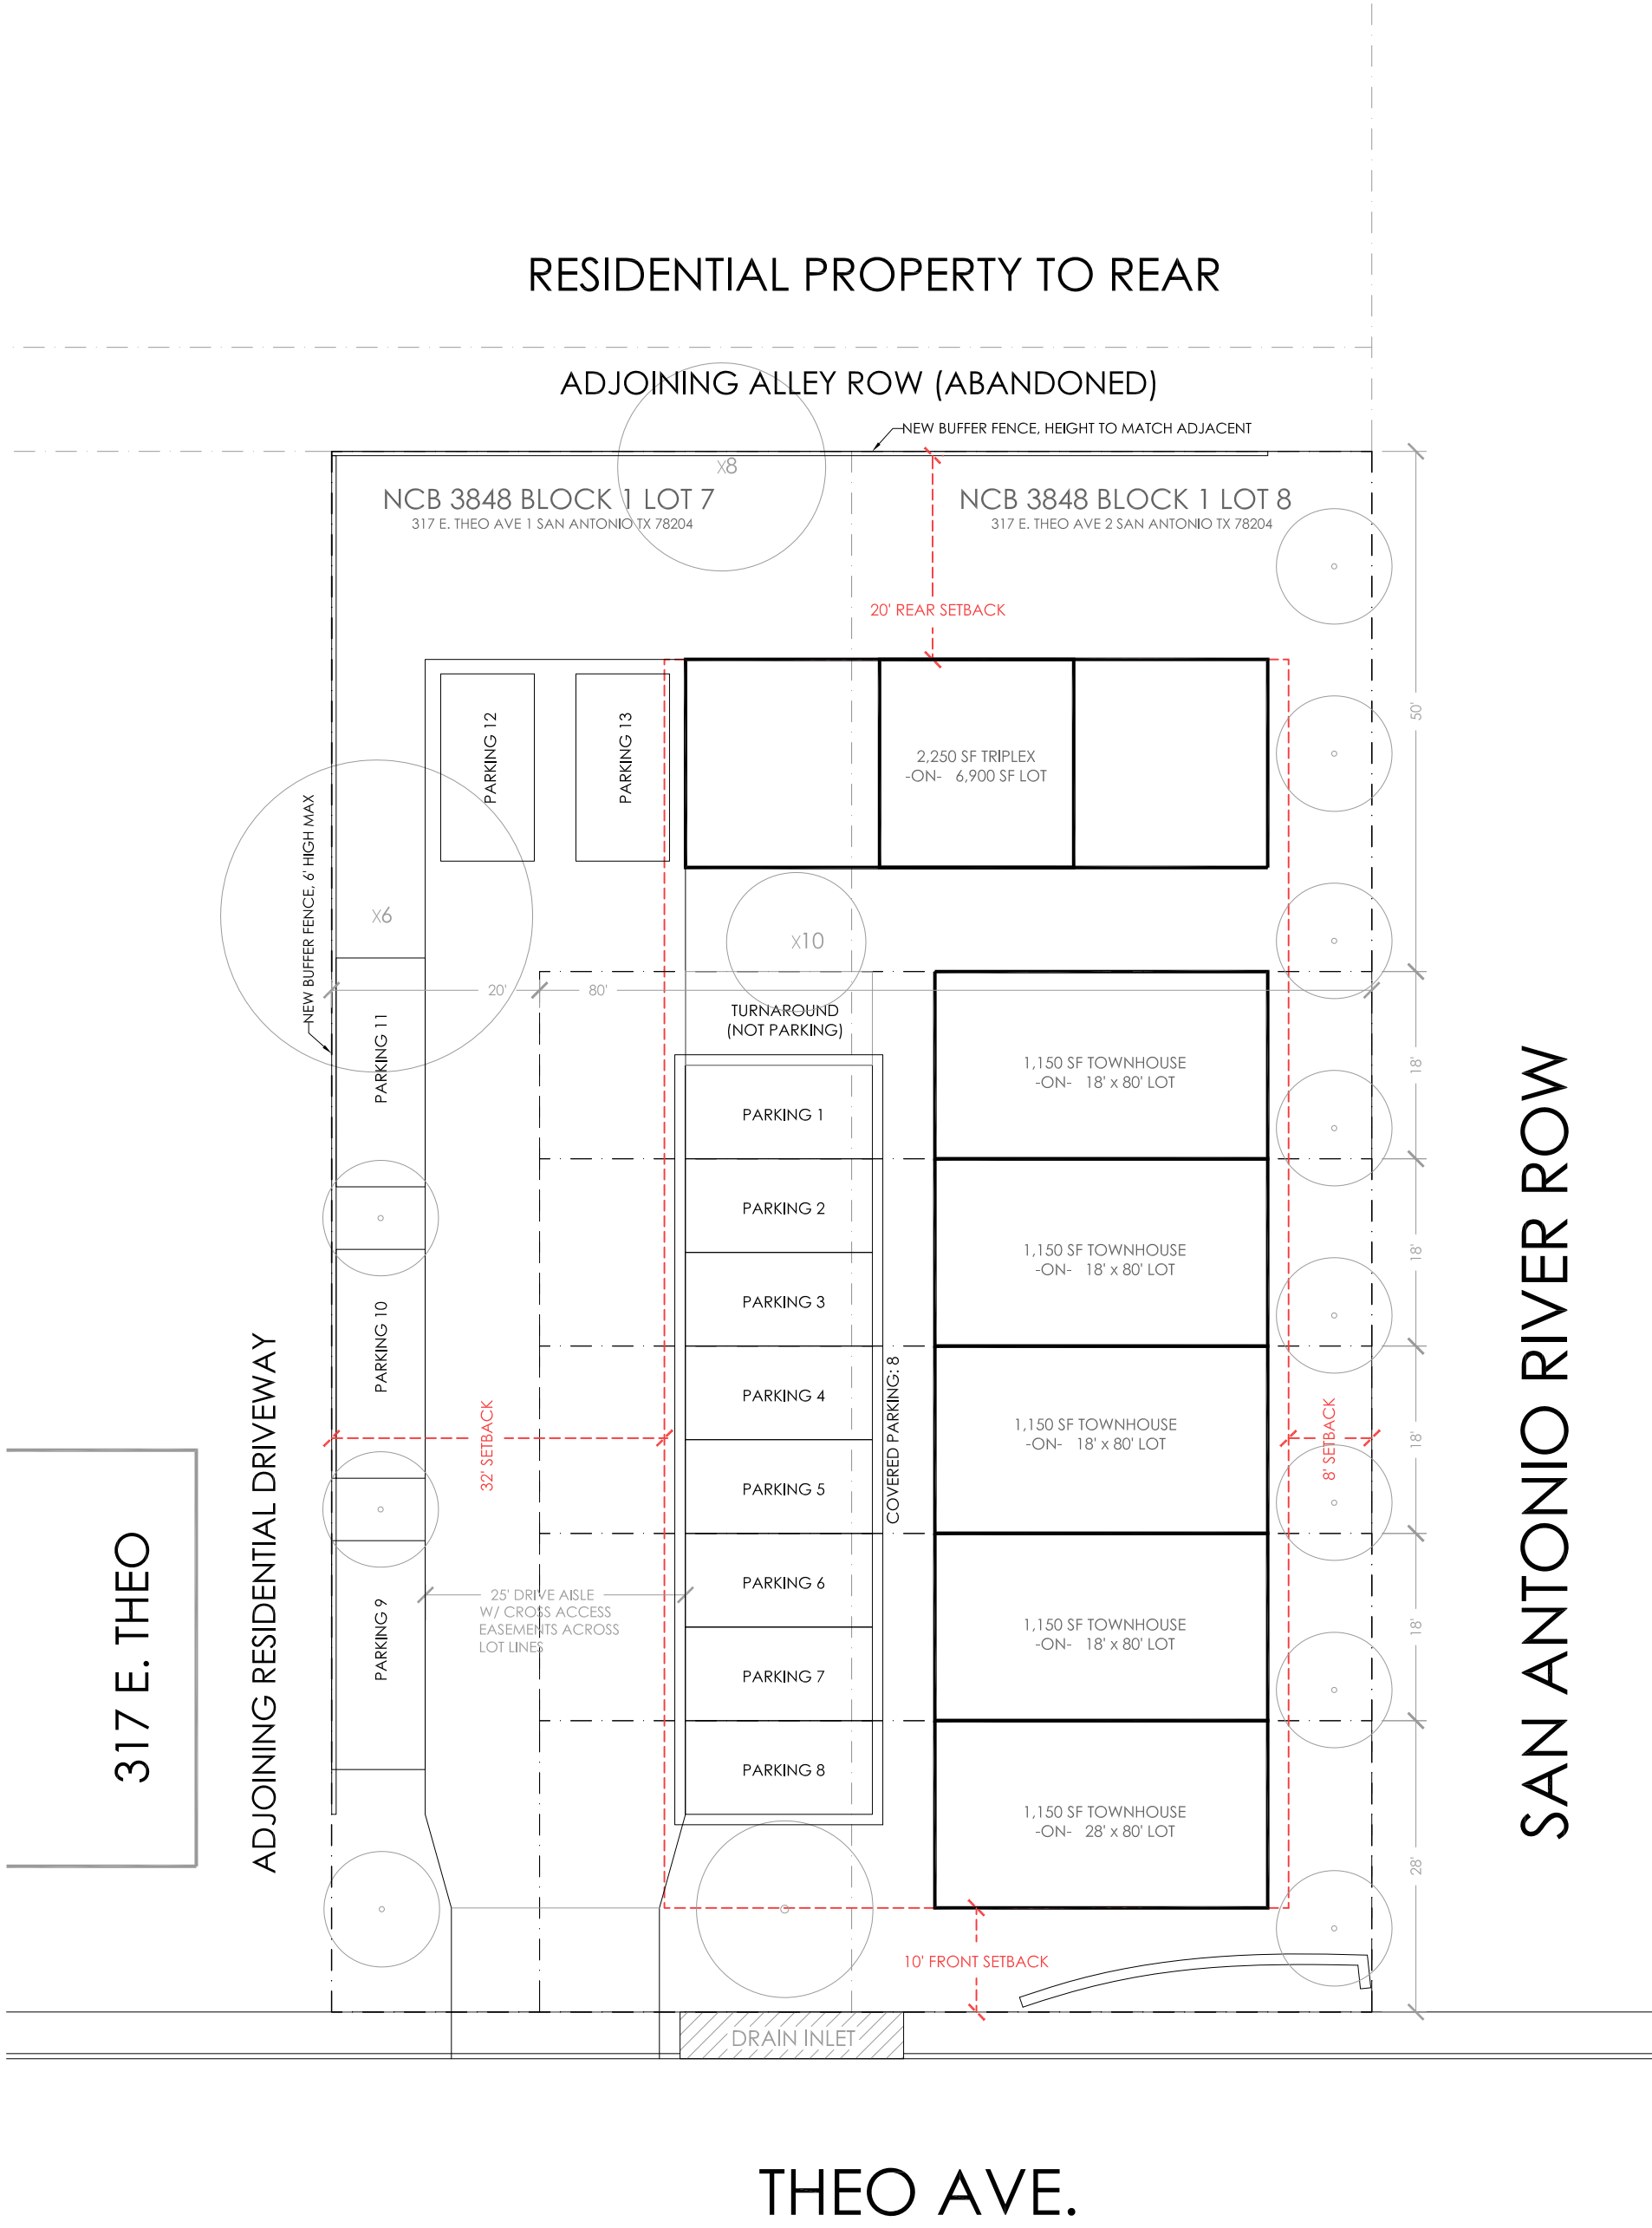 RESIDENTIAL PROPERTY TO REAR
ADJOINING ALLEY ROW (ABANDONED)
NEW BUFFER FENCE, HEIGHT TO MATCH ADJACENT
X8
NCB 3848 BLOCK 1 LOT 7
317 E. THEO AVE 1 SAN ANTONIO TX 78204
NCB 3848 BLOCK 1 LOT 8
317 E. THEO AVE 2 SAN ANTONIO TX 78204
20' REAR SETBACK
50'
PARKING 12
PARKING 13
2,250 SF TRIPLEX
-ON- 6,900 SF LOT
NEW BUFFER FENCE, 6' HIGH MAX
X6
X10
20'
80'
TURNAROUND
(NOT PARKING)
PARKING 11
1,150 SF TOWNHOUSE
-ON- 18' x 80' LOT
18'
PARKING 1
PARKING 2
1,150 SF TOWNHOUSE
-ON- 18' x 80' LOT
18'
PARKING 3
PARKING 10
PARKING 4
COVERED PARKING: 8
1,150 SF TOWNHOUSE
-ON- 18' x 80' LOT
18'
32' SETBACK
8' SETBACK
PARKING 5
SAN ANTONIO RIVER ROW
ADJOINING RESIDENTIAL DRIVEWAY
317 E. THEO
PARKING 6
25' DRIVE AISLE
W/ CROSS ACCESS
EASEMENTS ACROSS
LOT LINES
PARKING 9
1,150 SF TOWNHOUSE
-ON- 18' x 80' LOT
18'
PARKING 7
PARKING 8
1,150 SF TOWNHOUSE
-ON- 28' x 80' LOT
28'
10' FRONT SETBACK
DRAIN INLET
THEO AVE.